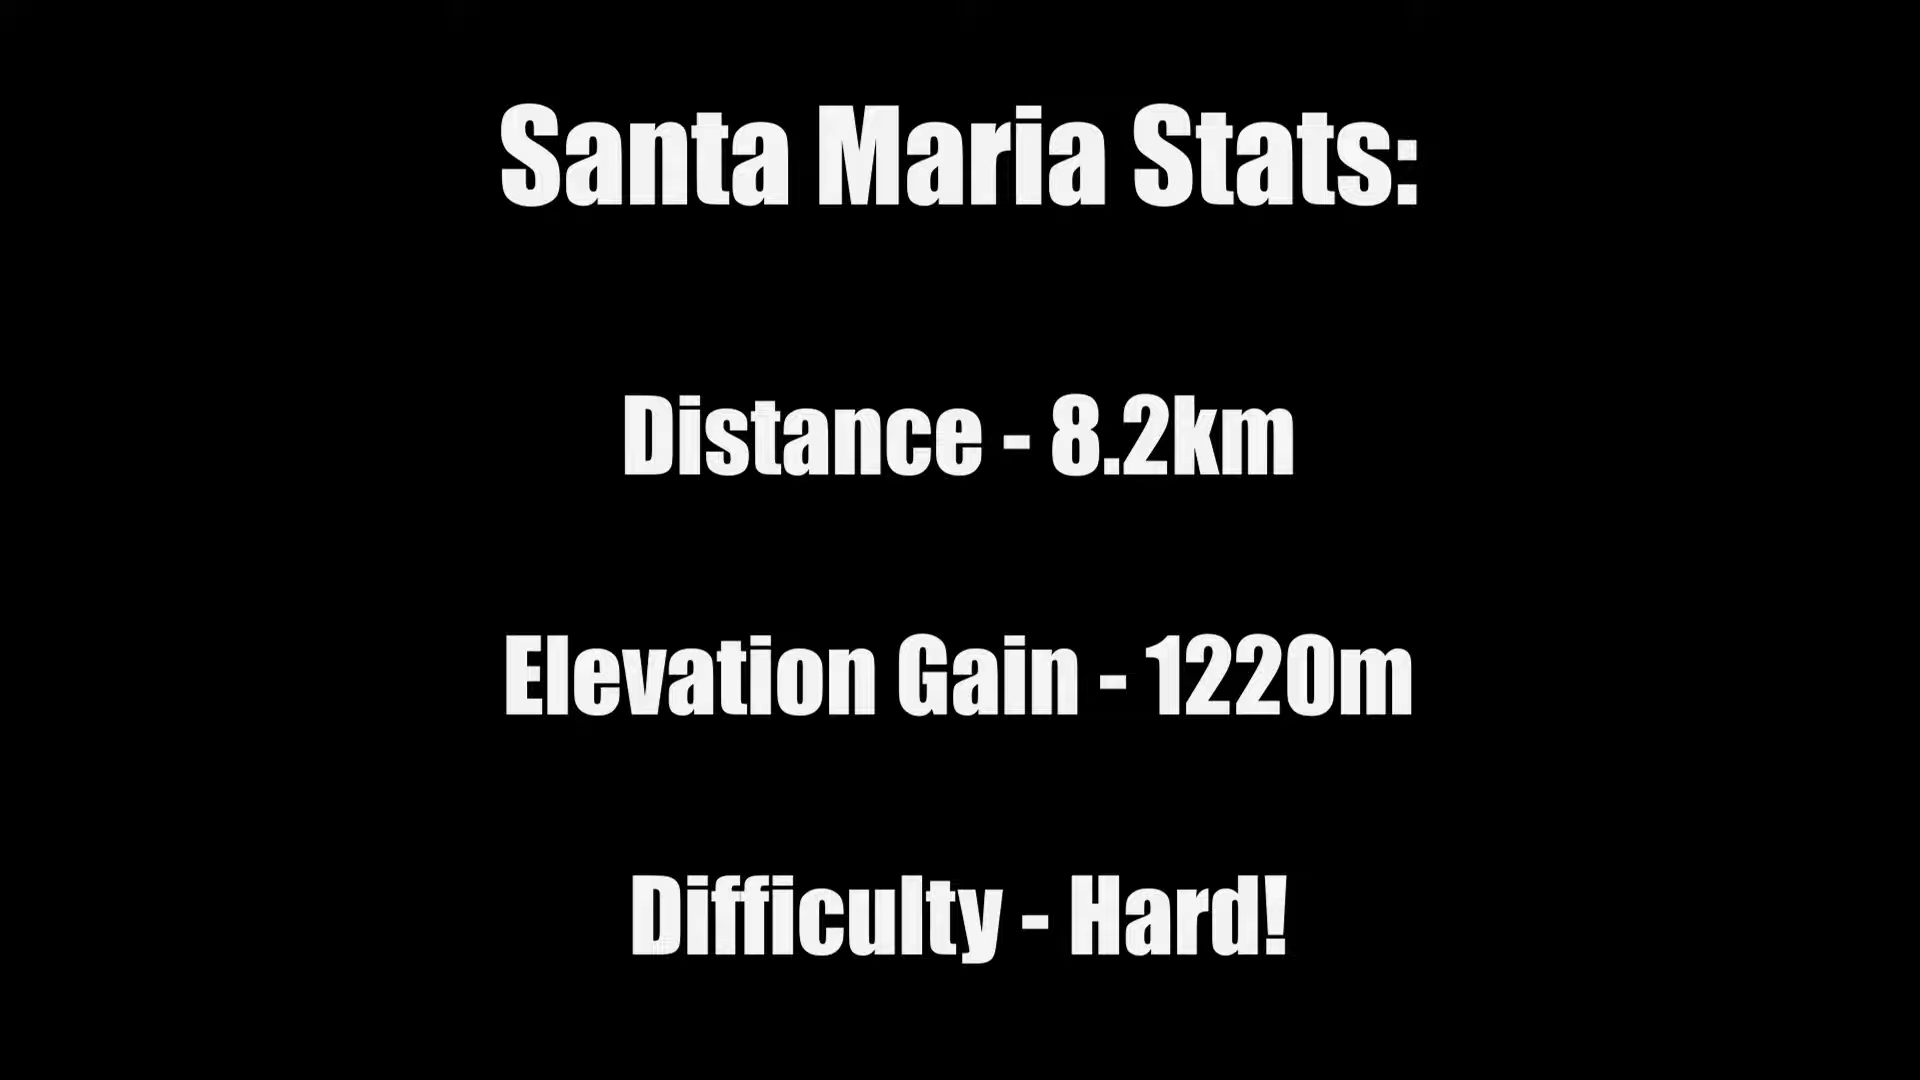 Santa Maria Stats:
Distance - 8.2km
Elevation Gain - 1220m
Difficulty - Hard!